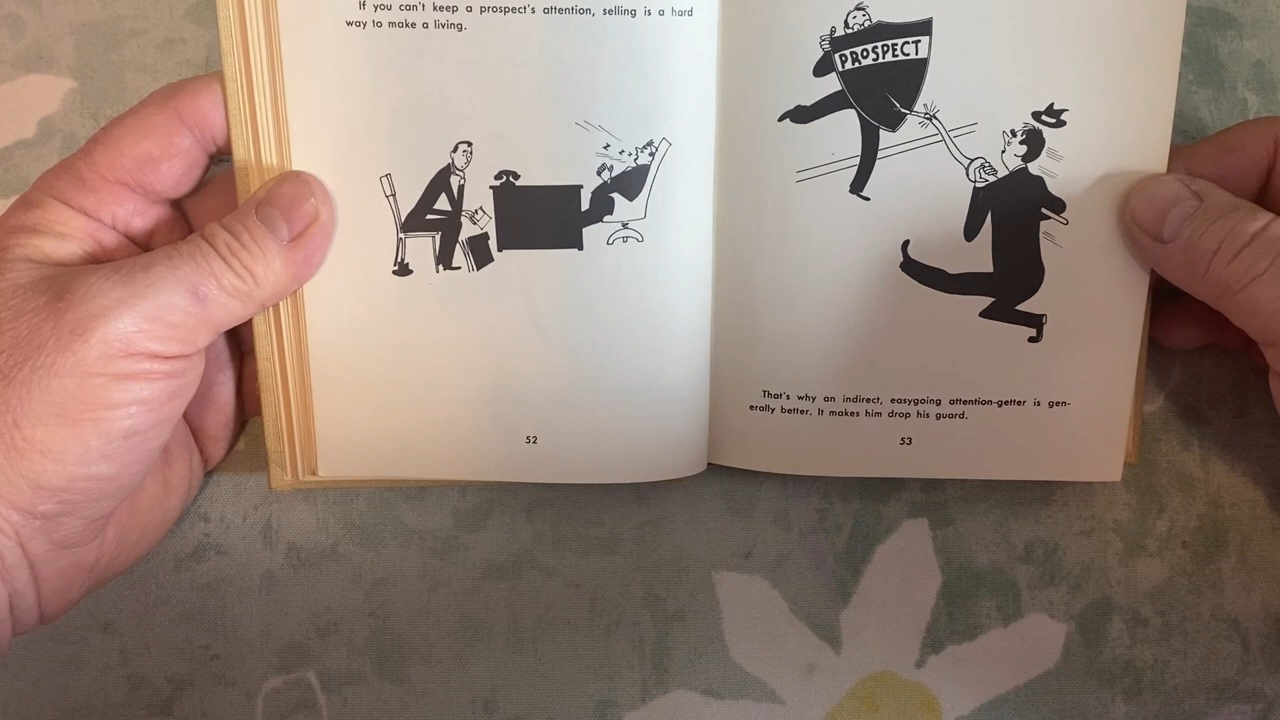 If you can't keep a prospect's attention, selling is a hard
way to make a living.
z z z
52
PROSPECT
That's why an indirect, easygoing attention-getter is gen-
erally better. It makes him drop his guard.
53